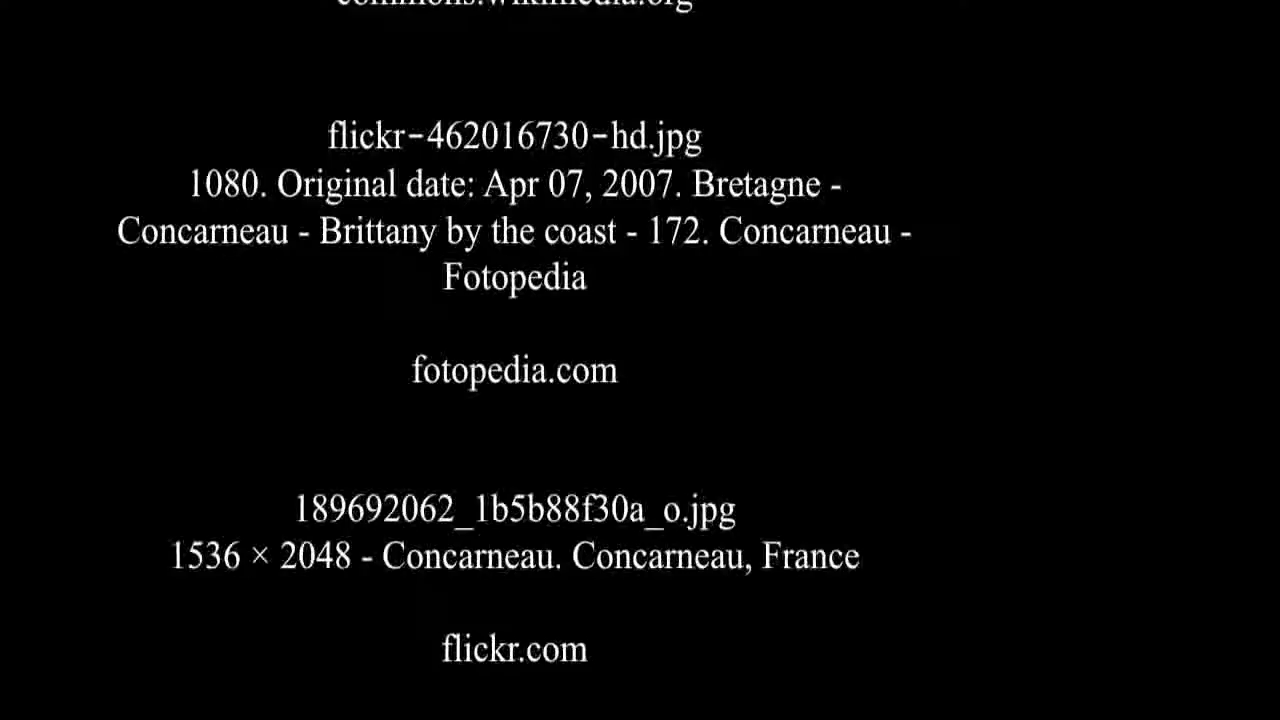 commons.wikimedia.org
flickr-462016730-hd.jpg
1080. Original date: Apr 07, 2007. Bretagne -
Concarneau - Brittany by the coast - 172. Concarneau -
Fotopedia
fotopedia.com
189692062_1b5b88f30a_o.jpg
1536 × 2048 - Concarneau. Concarneau, France
flickr.com